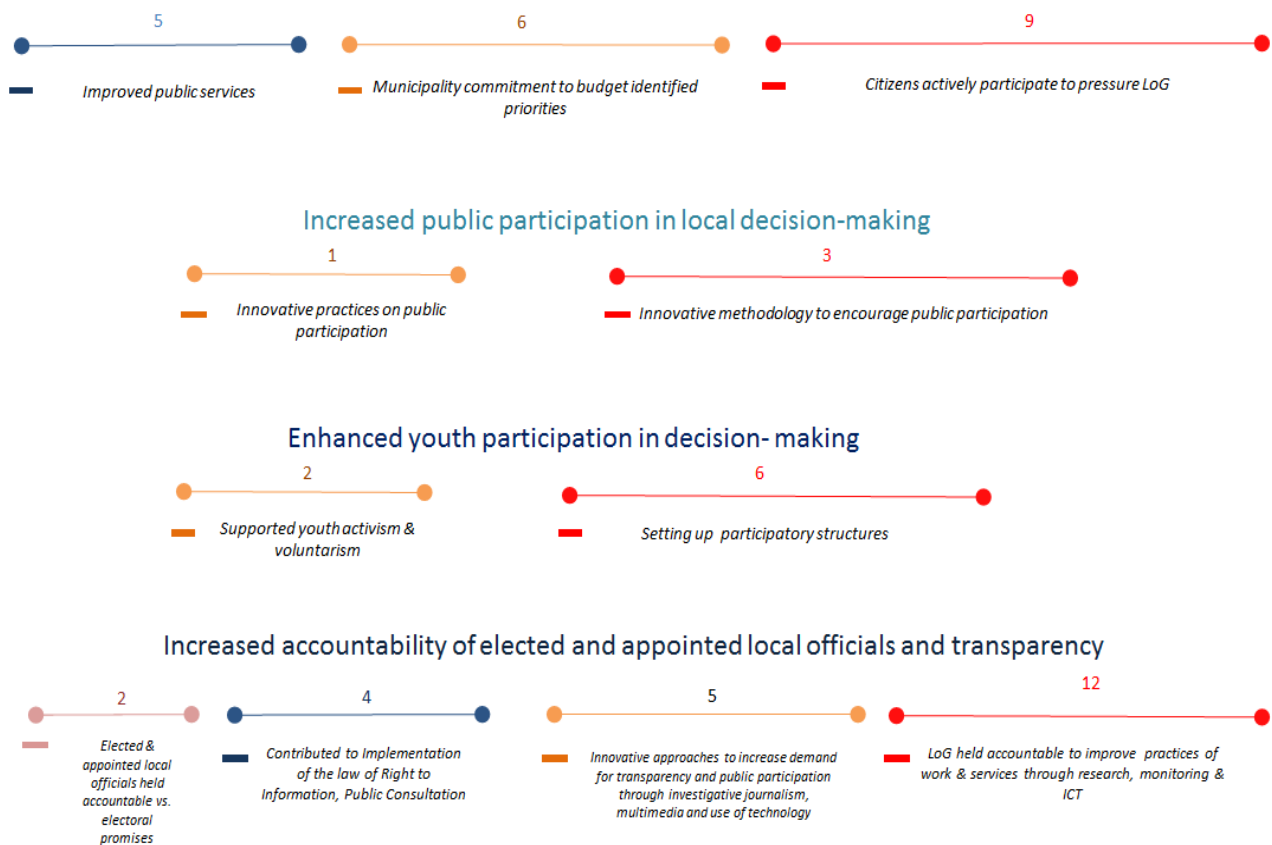 5
6
9
Improved public services
Municipality commitment to budget identified
priorities
Citizens actively participate to pressure LoG
Increased public participation in local decision-making
1
3
Innovative practices on public
participation
Innovative methodology to encourage public participation
Enhanced youth participation in decision- making
2
6
Supported youth activism &
voluntarism
Setting up participatory structures
Increased accountability of elected and appointed local officials and transparency
2
4
5
12
Elected &
appointed local
officials held
accountable vs.
electoral
promises
Contributed to Implementation
of the law of Right to
Information, Public Consultation
Innovative approaches to increase demand
for transparency and public participation
through investigative journalism,
multimedia and use of technology
LoG held accountable to improve practices of
work & services through research, monitoring &
ICT